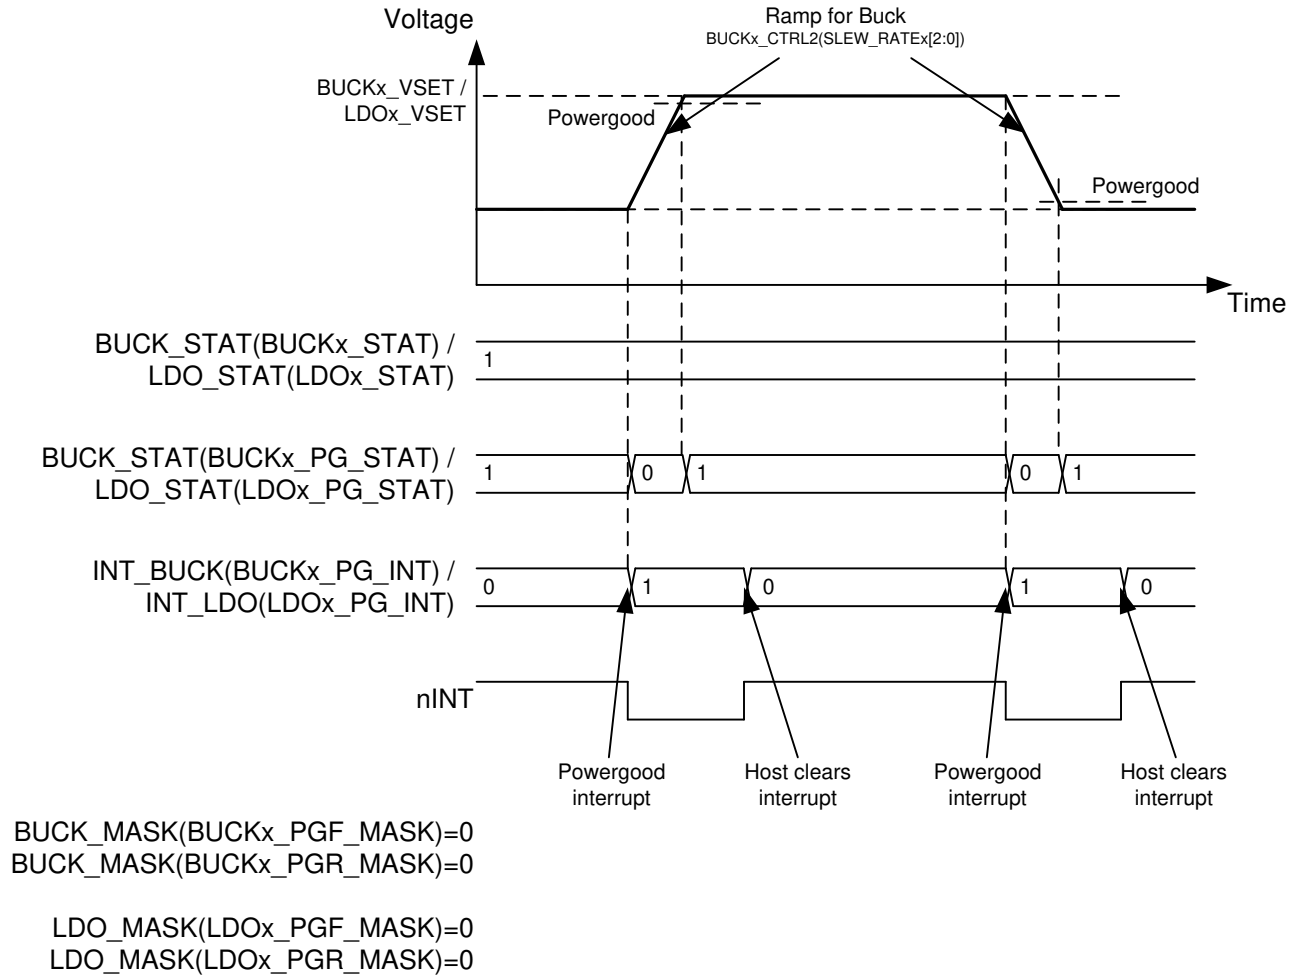 Voltage
Ramp for Buck
BUCKx_CTRL2(SLEW_RATEx[2:0])
BUCKx_VSET /
LDOx_VSET
Powergood
Powergood
Time
BUCK_STAT(BUCKx_STAT) /
LDO_STAT(LDOx_STAT)
1
BUCK_STAT(BUCKx_PG_STAT) /
LDO_STAT(LDOx_PG_STAT)
1 0 1 0 1
INT_BUCK(BUCKx_PG_INT) /
INT_LDO(LDOx_PG_INT)
0 1 0 1 0
nINT
Powergood
interrupt
Host clears
interrupt
Powergood
interrupt
Host clears
interrupt
BUCK_MASK(BUCKx_PGF_MASK)=0
BUCK_MASK(BUCKx_PGR_MASK)=0
LDO_MASK(LDOx_PGF_MASK)=0
LDO_MASK(LDOx_PGR_MASK)=0